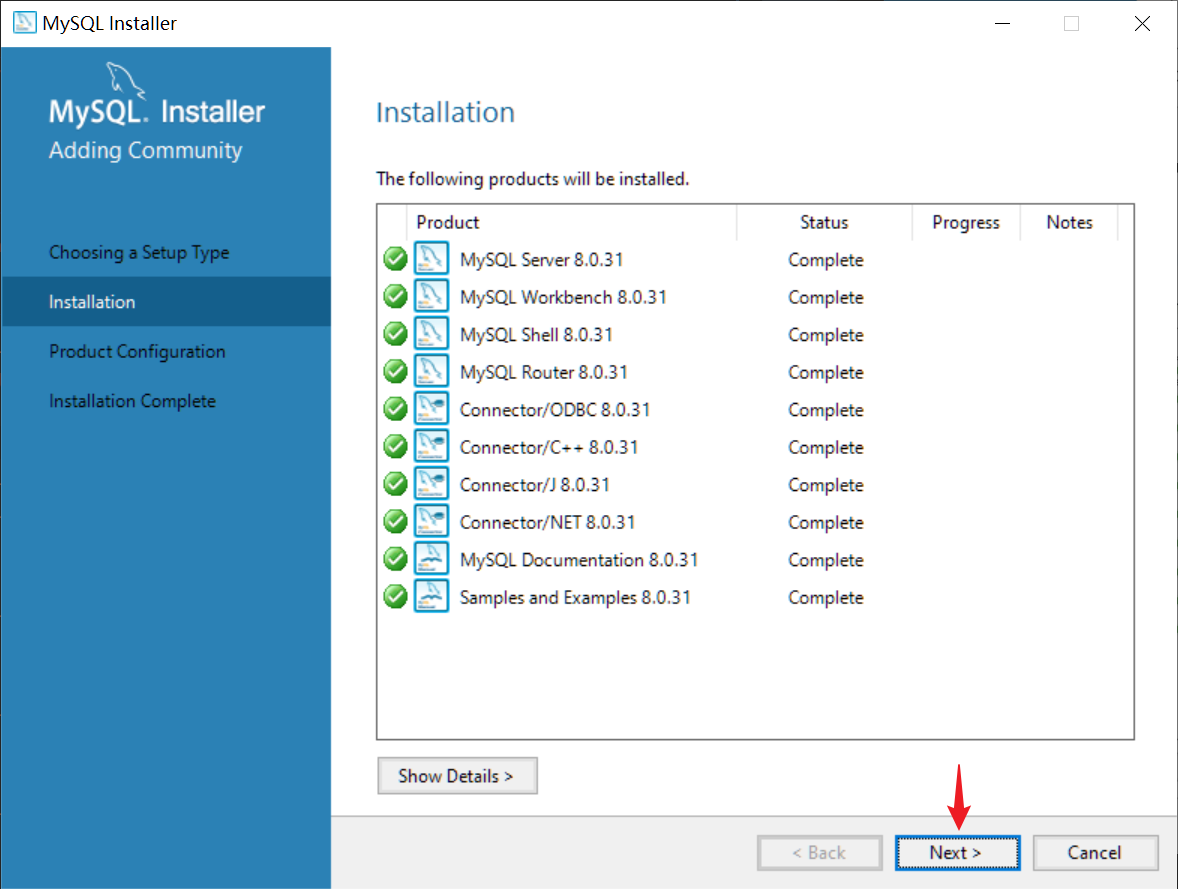 MySQL Installer
MySQL. Installer
Adding Community
Choosing a Setup Type
Installation
Product Configuration
Installation Complete
Installation
The following products will be installed.
Product Status Progress Notes
MySQL Server 8.0.31 Complete
MySQL Workbench 8.0.31 Complete
MySQL Shell 8.0.31 Complete
MySQL Router 8.0.31 Complete
Connector/ODBC 8.0.31 Complete
Connector/C++ 8.0.31 Complete
Connector/J 8.0.31 Complete
Connector/NET 8.0.31 Complete
MySQL Documentation 8.0.31 Complete
Samples and Examples 8.0.31 Complete
Show Details >
< Back Next > Cancel